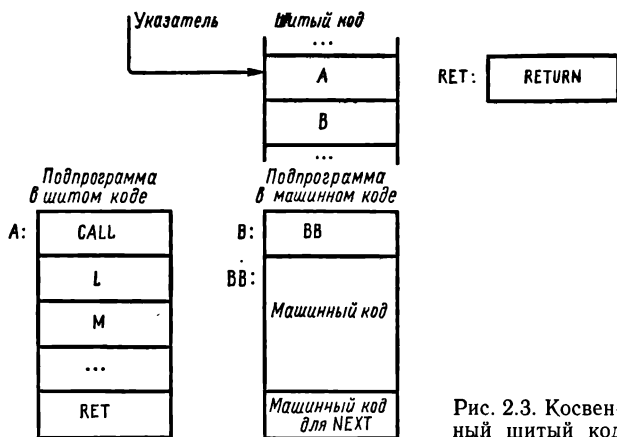 Указатель
Шитый код
...
A
B
...
RET: RETURN
Подпрограмма
в шитом коде
A: CALL
L
M
...
RET
Подпрограмма
в машинном коде
B: BB
BB:
Машинный код
Машинный код
для NEXT
Рис. 2.3. Косвен-
ный шитый код